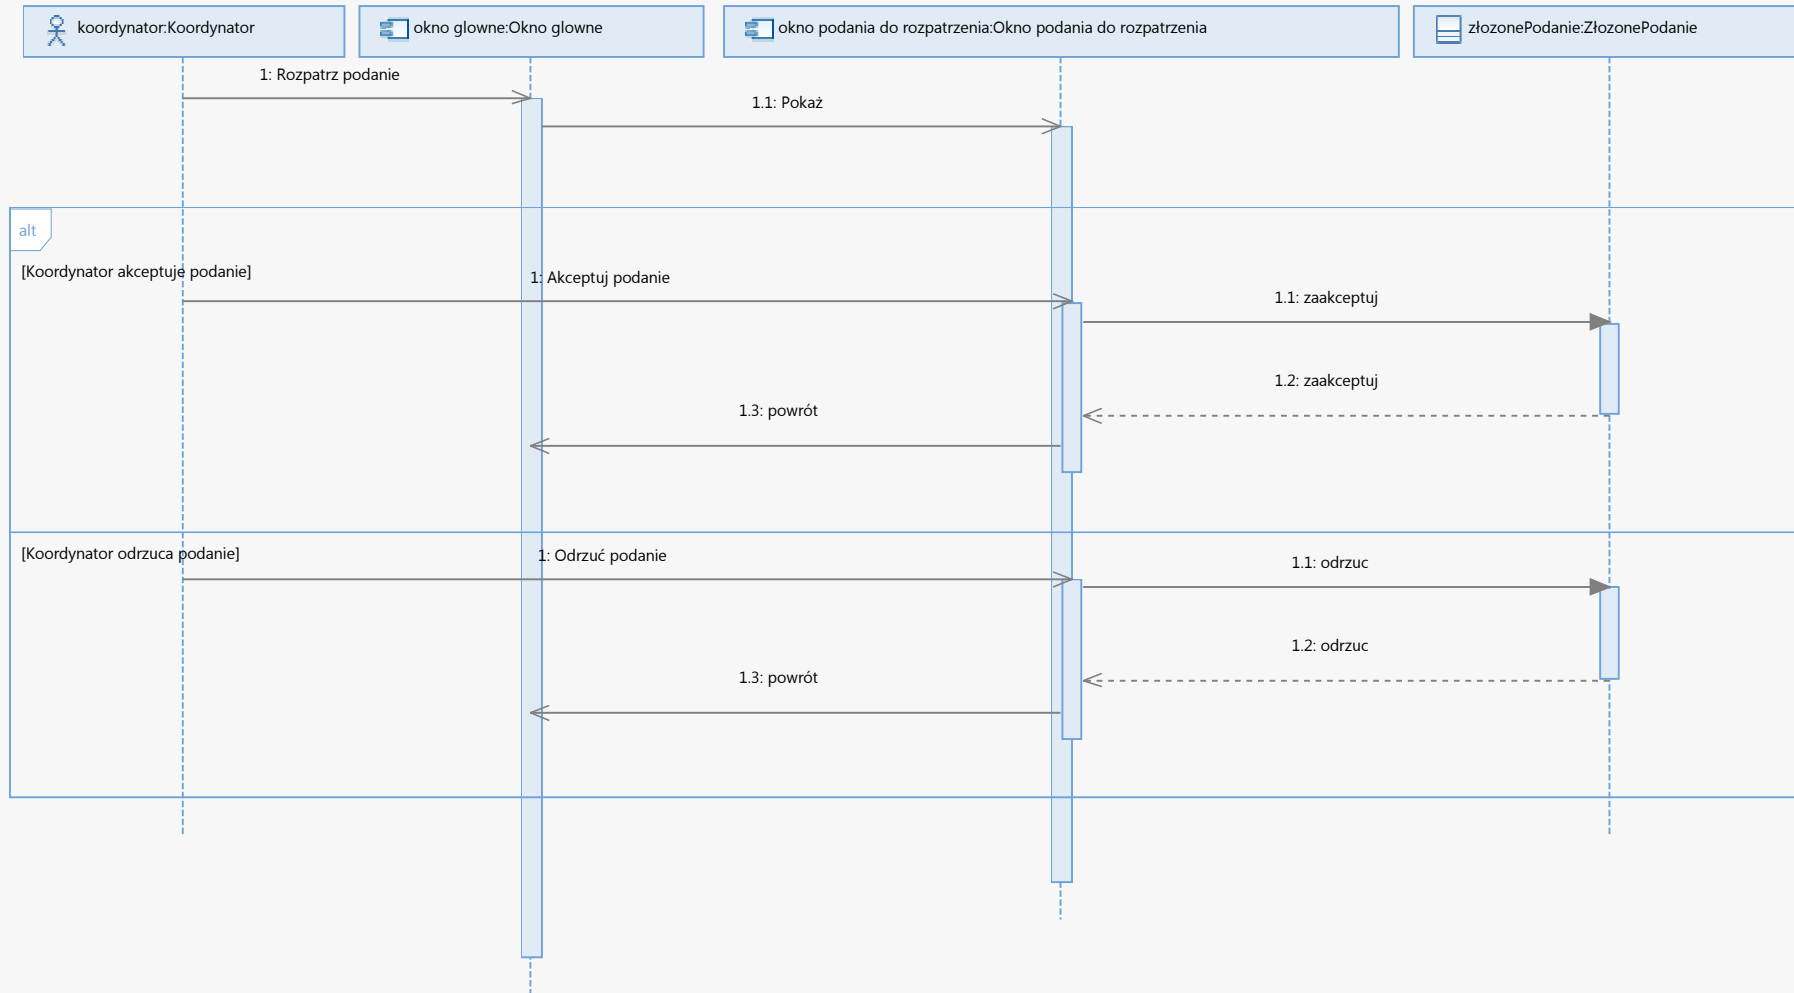 koordynator:Koordynator
okno glowne:Okno glowne
okno podania do rozpatrzenia:Okno podania do rozpatrzenia
złozonePodanie:ZłozonePodanie
1: Rozpatrz podanie
1.1: Pokaż
alt
[Koordynator akceptuje podanie]
1: Akceptuj podanie
1.1: zaakceptuj
1.2: zaakceptuj
1.3: powrót
[Koordynator odrzuca podanie]
1: Odrzuć podanie
1.1: odrzuc
1.2: odrzuc
1.3: powrót